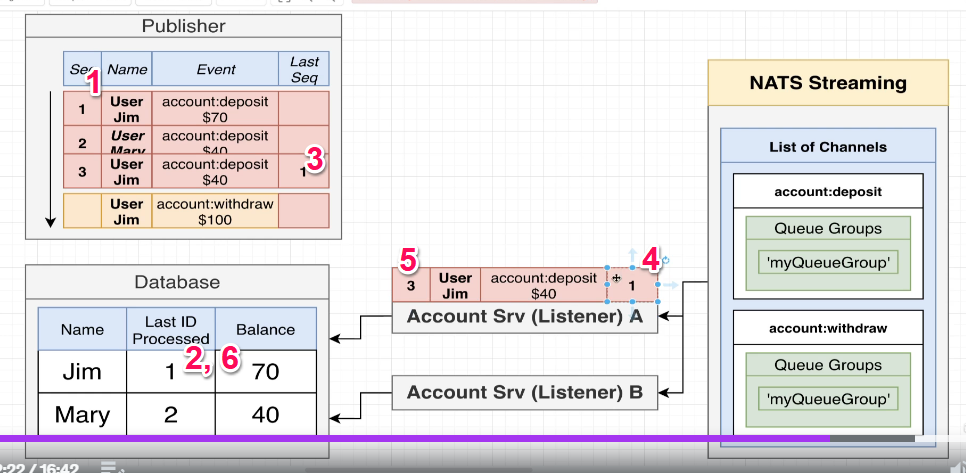 Publisher
Name
Event
Last
Seq
1
1
User
Jim
account:deposit
$70
2
User
Mary
account:deposit
$40
3
User
Jim
account:deposit
$40
1
3
User
Jim
account:withdraw
$100
NATS Streaming
List of Channels
account:deposit
Queue Groups
'myQueueGroup'
account:withdraw
Queue Groups
'myQueueGroup'
5
4
3
User
Jim
account:deposit
$40
1
Account Srv (Listener) A
Account Srv (Listener) B
Database
Name
Last ID
Processed
Balance
2, 6
Jim
1
70
Mary
2
40
2:22 / 16:42